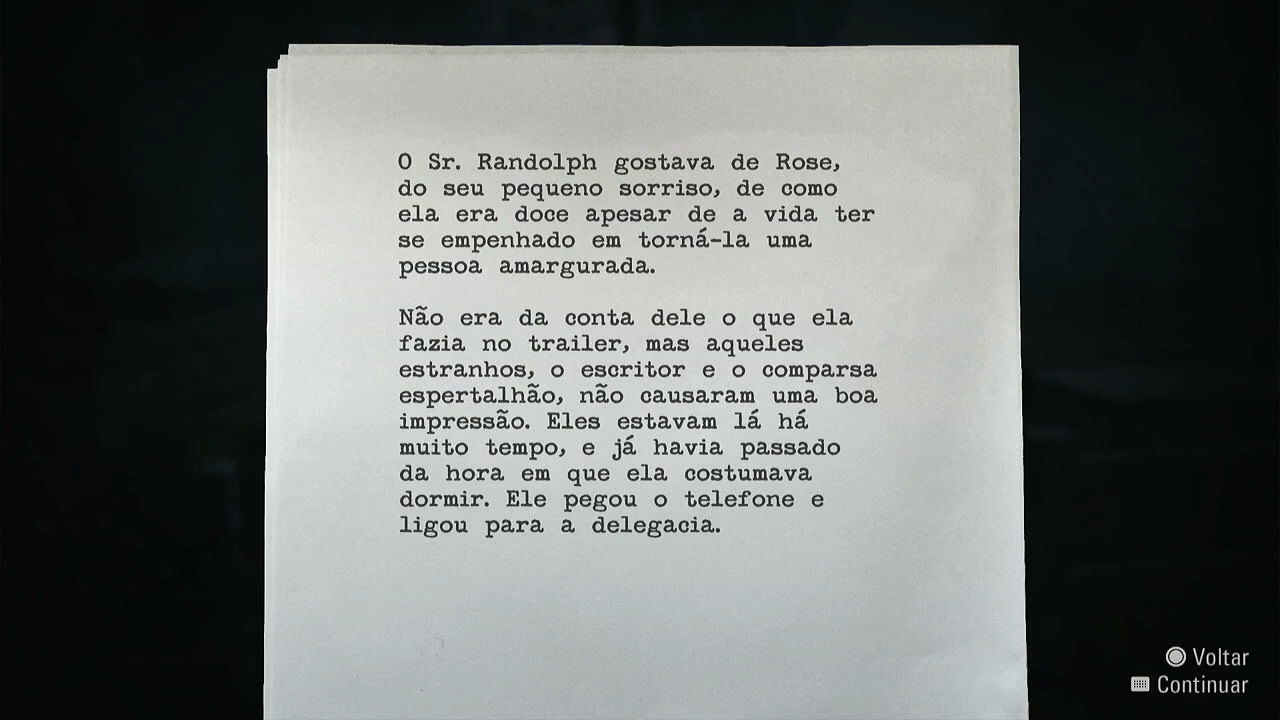 O Sr. Randolph gostava de Rose,
do seu pequeno sorriso, de como
ela era doce apesar de a vida ter
se empenhado em torná-la uma
pessoa amargurada.
Não era da conta dele o que ela
fazia no trailer, mas aqueles
estranhos, o escritor e o comparsa
espertalhão, não causaram uma boa
impressão. Eles estavam lá há
muito tempo, e já havia passado
da hora em que ela costumava
dormir. Ele pegou o telefone e
ligou para a delegacia.
Voltar
Continuar